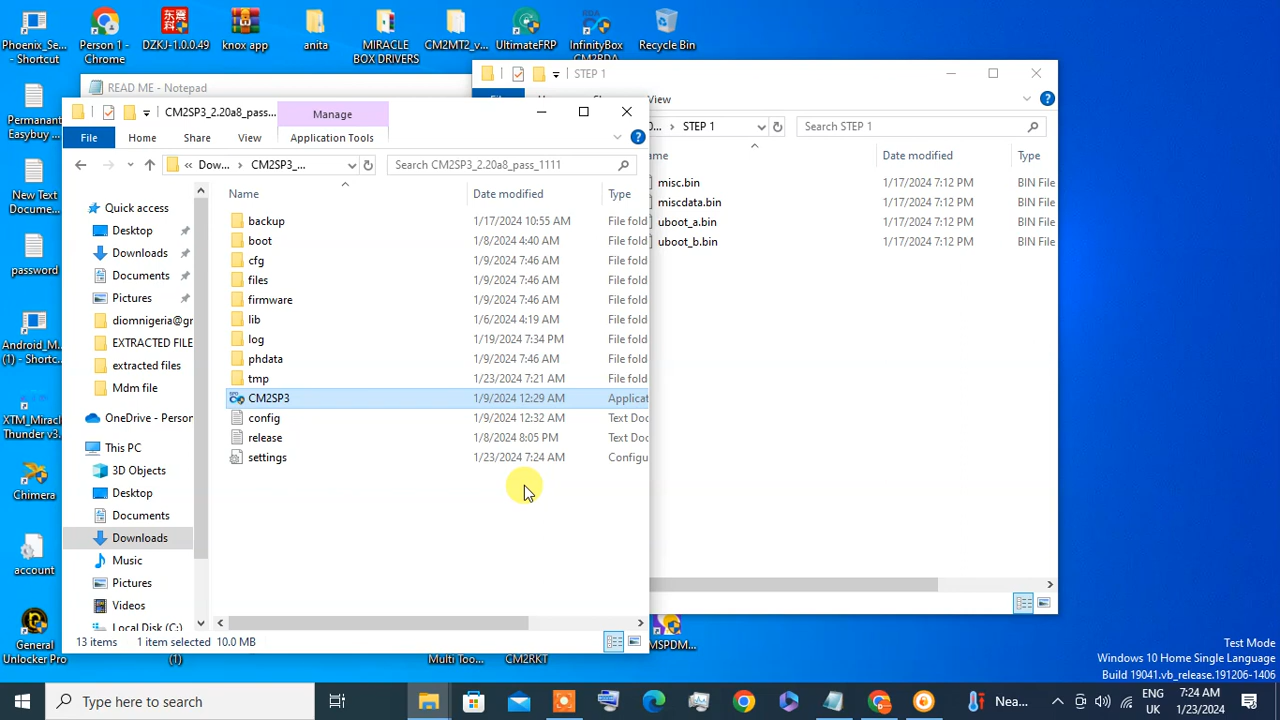 Phoenix_Se...
- Shortcut
Person 1 -
Chrome
DZKJ-1.0.0.49
knox app
anita
MIRACLE
BOX DRIVERS
CM2MT2_v...
UltimateFRP
InfinityBox
CM2RDA
Recycle Bin
READ ME - Notepad
STEP 1
View
STEP 1
Search STEP 1
Date modified
Type
misc.bin
1/17/2024 7:12 PM
BIN File
miscdata.bin
1/17/2024 7:12 PM
BIN File
uboot_a.bin
1/17/2024 7:12 PM
BIN File
uboot_b.bin
1/17/2024 7:12 PM
BIN File
Permanant
Easybuy ...
New Text
Docume...
password
Android_M...
(1) - Shortc...
XTM_Miracl
Thunder v3.
Chimera
account
General
Unlocker Pro
CM2SP3_2.20a8_pass...
Manage
File
Home
Share
View
Application Tools
« Dow... > CM2SP3_...
Search CM2SP3_2.20a8_pass_1111
Name
Date modified
Type
Quick access
Desktop
Downloads
Documents
Pictures
diomnigeria@gr
EXTRACTED FILE
extracted files
Mdm file
OneDrive - Person
This PC
3D Objects
Desktop
Documents
Downloads
Music
Pictures
Videos
Local Disk (C:)
backup
1/17/2024 10:55 AM
File fold
boot
1/8/2024 4:40 AM
File fold
cfg
1/9/2024 7:46 AM
File fold
files
1/9/2024 7:46 AM
File fold
firmware
1/9/2024 7:46 AM
File fold
lib
1/6/2024 4:19 AM
File fold
log
1/19/2024 7:34 PM
File fold
phdata
1/9/2024 7:46 AM
File fold
tmp
1/23/2024 7:21 AM
File fold
CM2SP3
1/9/2024 12:29 AM
Applicat
config
1/9/2024 12:32 AM
Text Doc
release
1/8/2024 8:05 PM
Text Doc
settings
1/23/2024 7:24 AM
Configu
13 items
1 item selected 10.0 MB
(1)
Multi Too...
CM2RKT
MSPDM...
Test Mode
Windows 10 Home Single Language
Build 19041.vb_release.191206-1406
Type here to search
Nea...
ENG
UK
7:24 AM
1/23/2024